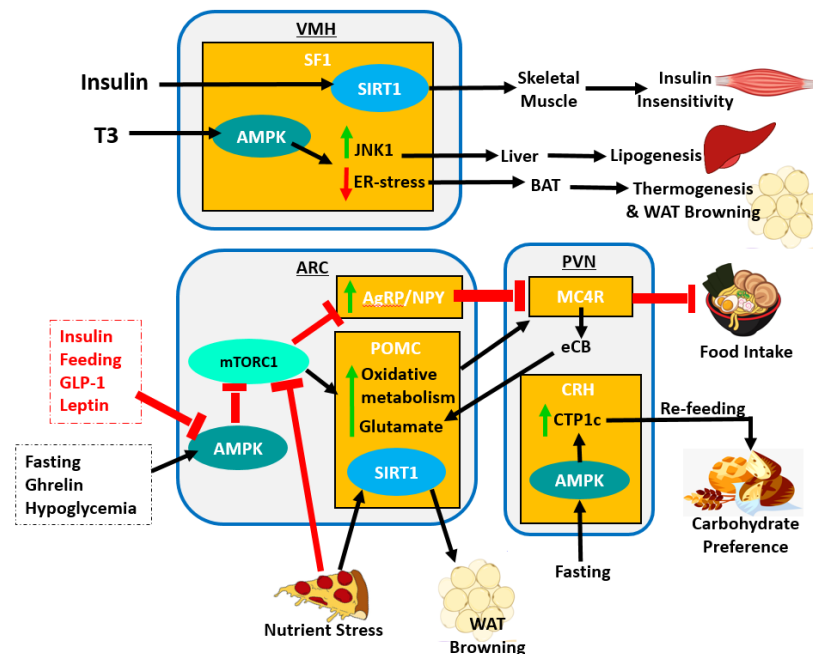 VMH
SF1
Insulin
SIRT1
Skeletal
Muscle
Insulin
Insensitivity
T3
AMPK
JNK1
Liver
Lipogenesis
ER-stress
BAT
Thermogenesis
& WAT Browning
ARC
PVN
AgRP/NPY
MC4R
Food Intake
Insulin
Feeding
GLP-1
Leptin
mTORC1
POMC
Oxidative
metabolism
Glutamate
eCB
CRH
CTP1c
Re-feeding
AMPK
Fasting
Ghrelin
Hypoglycemia
SIRT1
AMPK
Carbohydrate
Preference
Fasting
Nutrient Stress
WAT
Browning